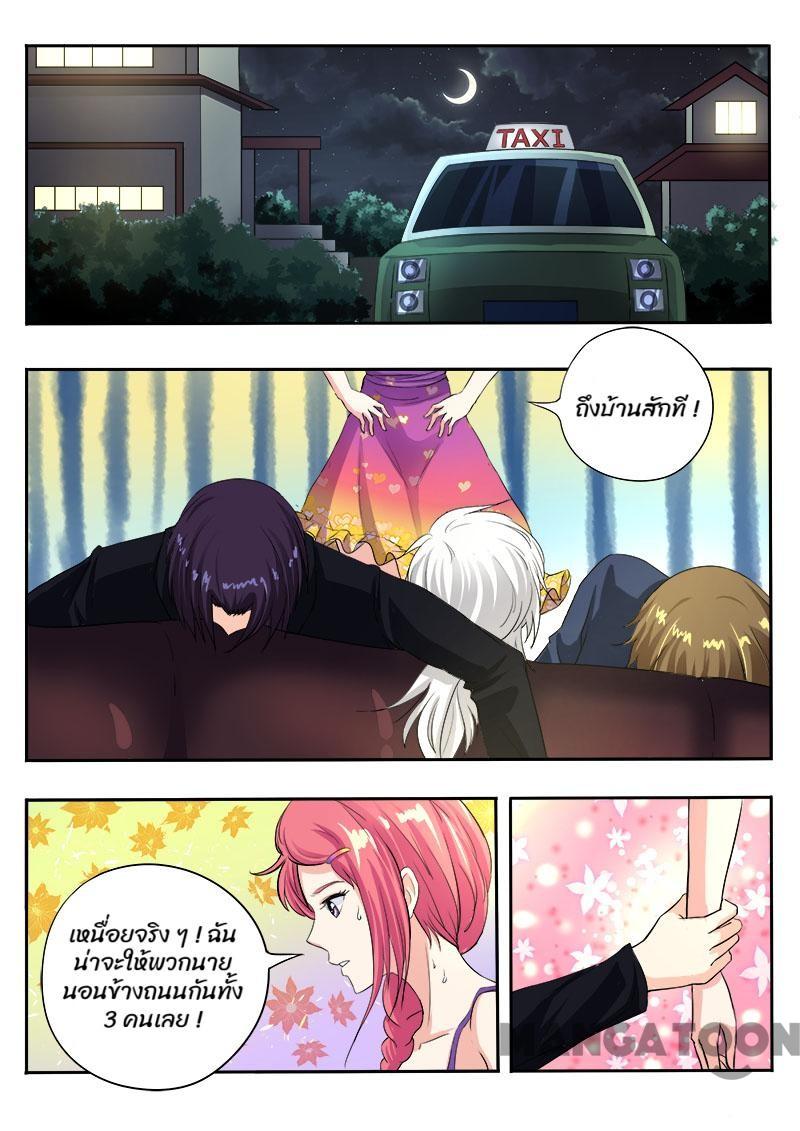 TAXI
ถึงบ้านสักที !
เหนื่อยจริง ๆ ! ฉัน
น่าจะให้พวกนาย
นอนข้างถนนกันทั้ง
3 คนเลย !
MANGATOON